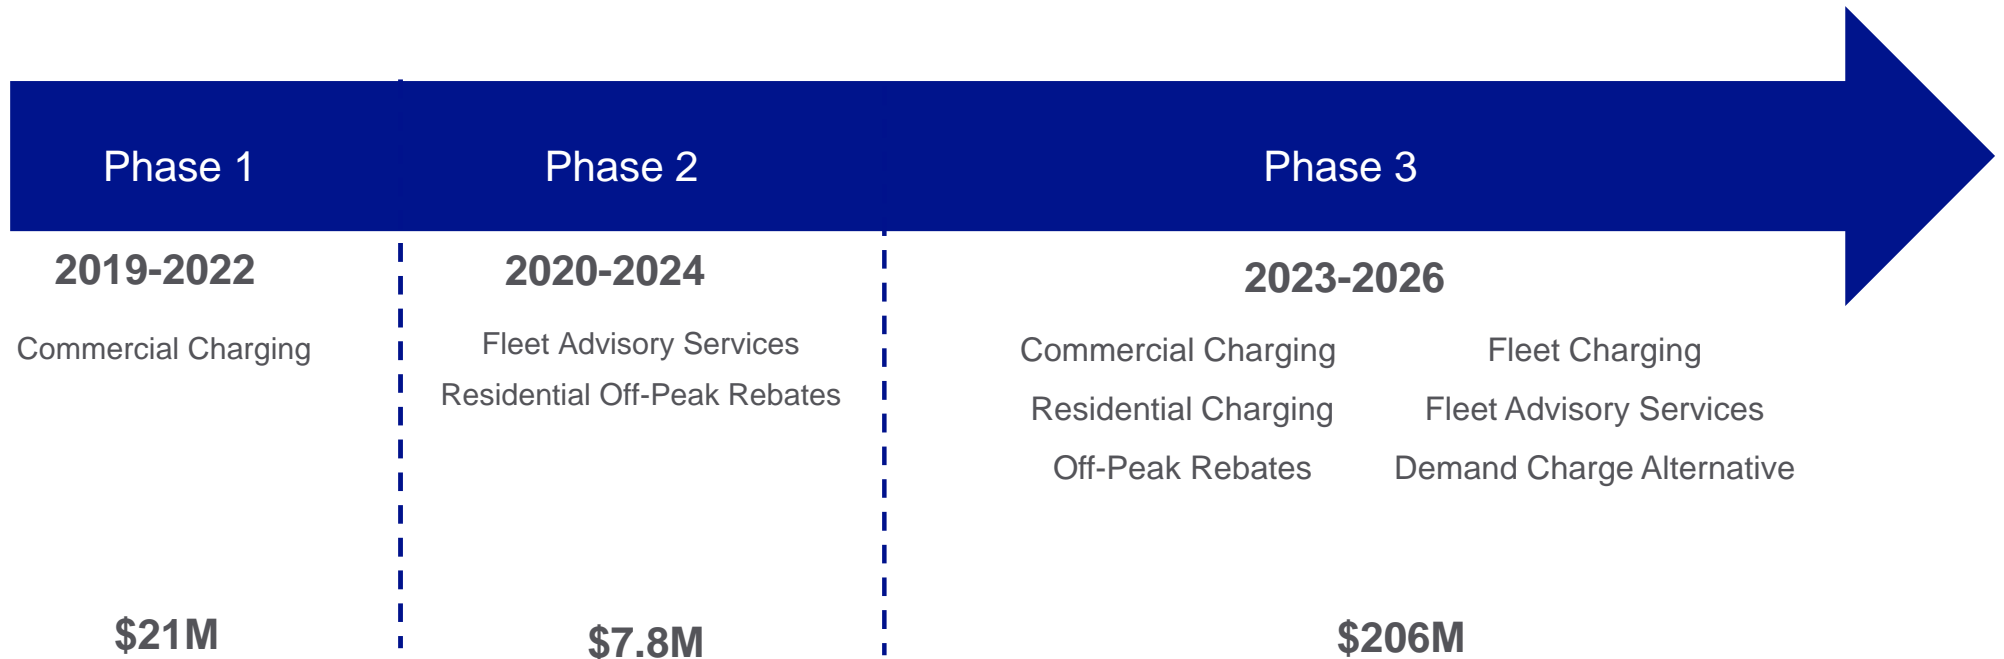 Phase 1
2019-2022
Commercial Charging
$21M
Phase 2
2020-2024
Fleet Advisory Services
Residential Off-Peak Rebates
$7.8M
Phase 3
2023-2026
Commercial Charging
Residential Charging
Off-Peak Rebates
Fleet Charging
Fleet Advisory Services
Demand Charge Alternative
$206M